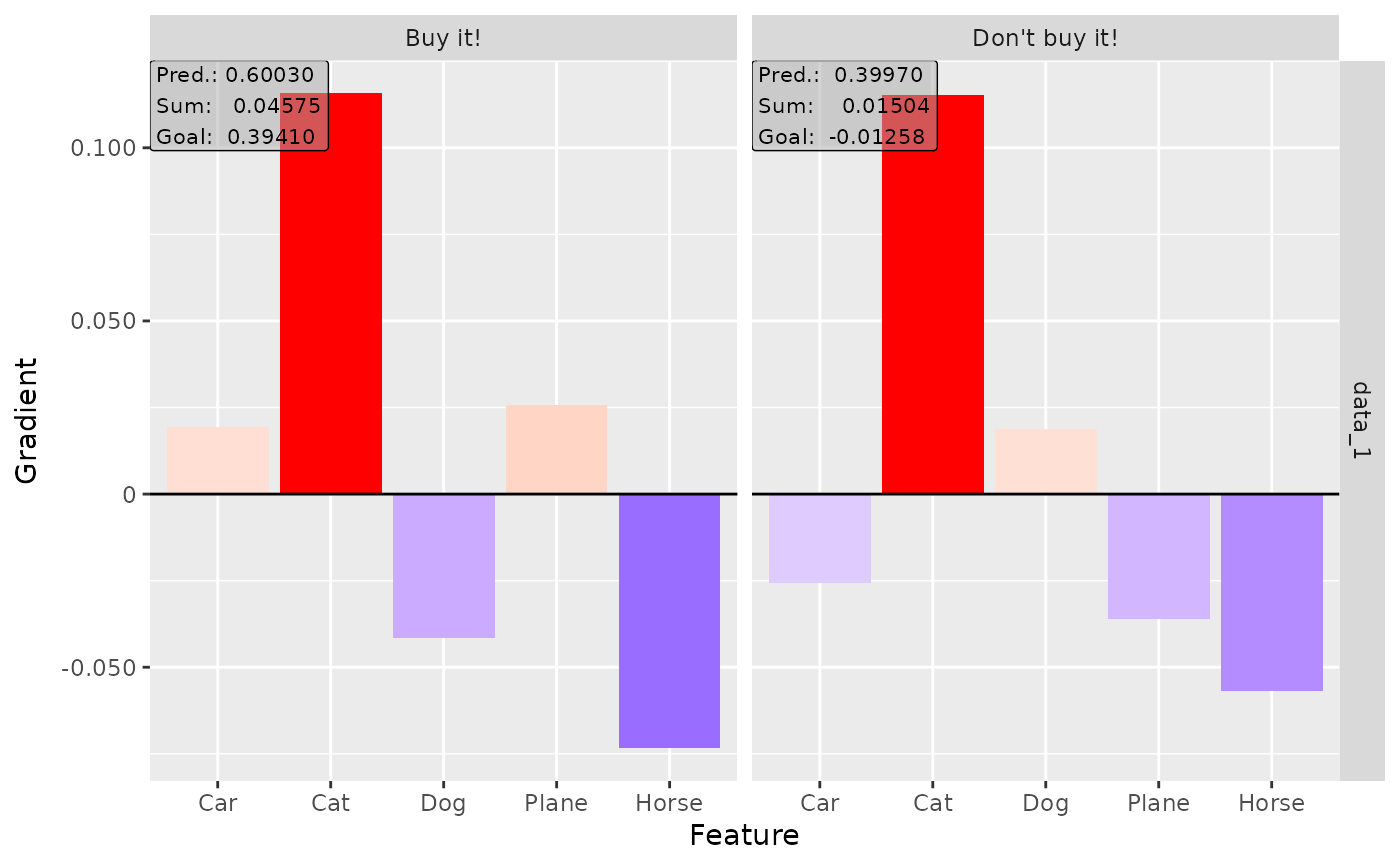 Buy it!
Don't buy it!
Pred.: 0.60030
Sum: 0.04575
Goal: 0.39410
Pred.: 0.39970
Sum: 0.01504
Goal: -0.01258
0.100
0.050
0
-0.050
Gradient
data_1
Car Cat Dog Plane Horse
Car Cat Dog Plane Horse
Feature